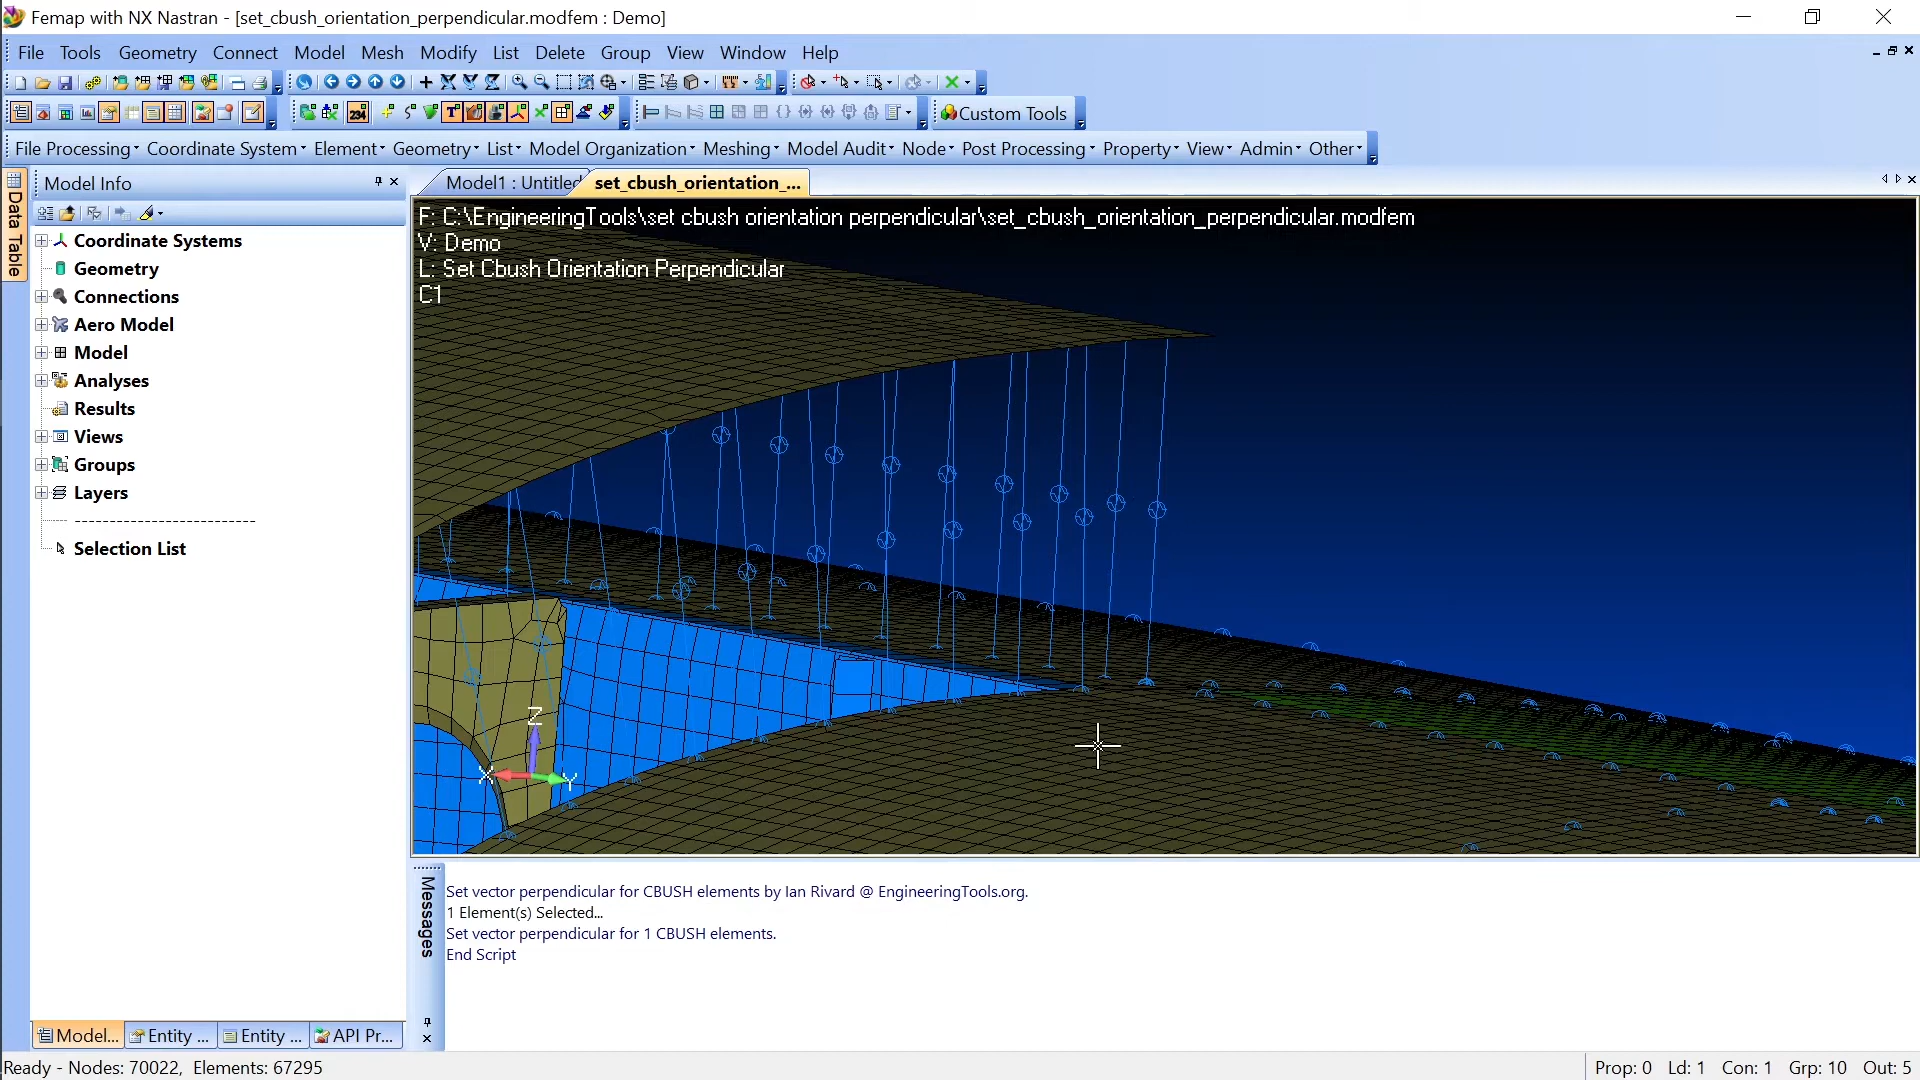 Femap with NX Nastran - [set_cbush_orientation_perpendicular.modfem : Demo]
File Tools Geometry Connect Model Mesh Modify List Delete Group View Window Help
234
Custom Tools
File Processing Coordinate System Element Geometry List Model Organization Meshing Model Audit Node Post Processing Property View Admin Other
Data Table
Model Info
Model1 : Untitled
set_cbush_orientation_...
Coordinate Systems
Geometry
Connections
Aero Model
Model
Analyses
Results
Views
Groups
Layers
--------------------------
Selection List
F: C:\EngineeringTools\set cbush orientation perpendicular\set_cbush_orientation_perpendicular.modfem
V: Demo
L: Set Cbush Orientation Perpendicular
C1
Z
X
Y
Messages
Set vector perpendicular for CBUSH elements by Ian Rivard @ EngineeringTools.org.
1 Element(s) Selected...
Set vector perpendicular for 1 CBUSH elements.
End Script
Model... Entity ... Entity ... API Pr...
Ready - Nodes: 70022, Elements: 67295
Prop: 0 Ld: 1 Con: 1 Grp: 10 Out: 5